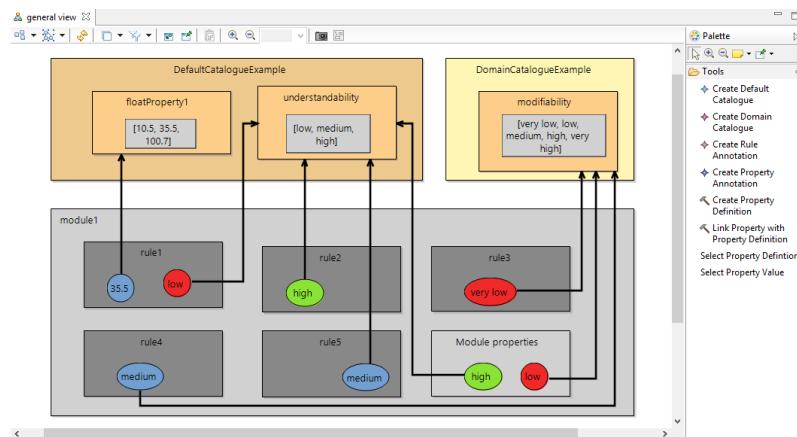 general view
Palette
DefaultCatalogueExample
DomainCatalogueExample
floatProperty1
[10.5, 35.5,
100.7]
understandability
[low, medium,
high]
modifiability
[very low, low,
medium, high, very
high]
module1
rule1
35.5
low
rule2
high
rule3
very low
rule4
medium
rule5
medium
Module properties
high
low
Tools
Create Default
Catalogue
Create Domain
Catalogue
Create Rule
Annotation
Create Property
Annotation
Create Property
Definition
Link Property with
Property Definition
Select Property Defintion
Select Property Value